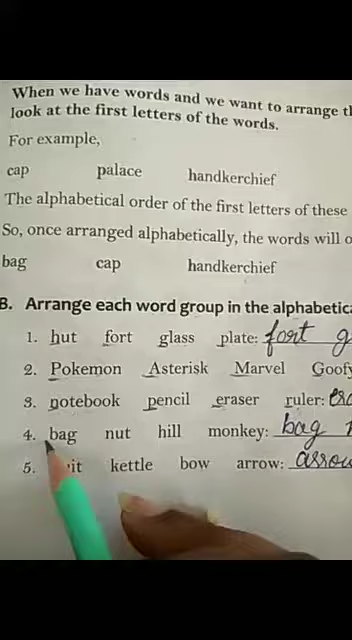 When we have words and we want to arrange
look at the first letters of the words.
For example,
cap palace handkerchief
The alphabetical order of the first letters of these
So, once arranged alphabetically, the words will
bag cap handkerchief
B. Arrange each word group in the
1. hut fort glass plate: fort g
2. Pokemon Asterisk Marvel Goofy
3. notebook pencil eraser ruler:
4. bag nut hill monkey: bag
5. kettle bow arrow: arrow